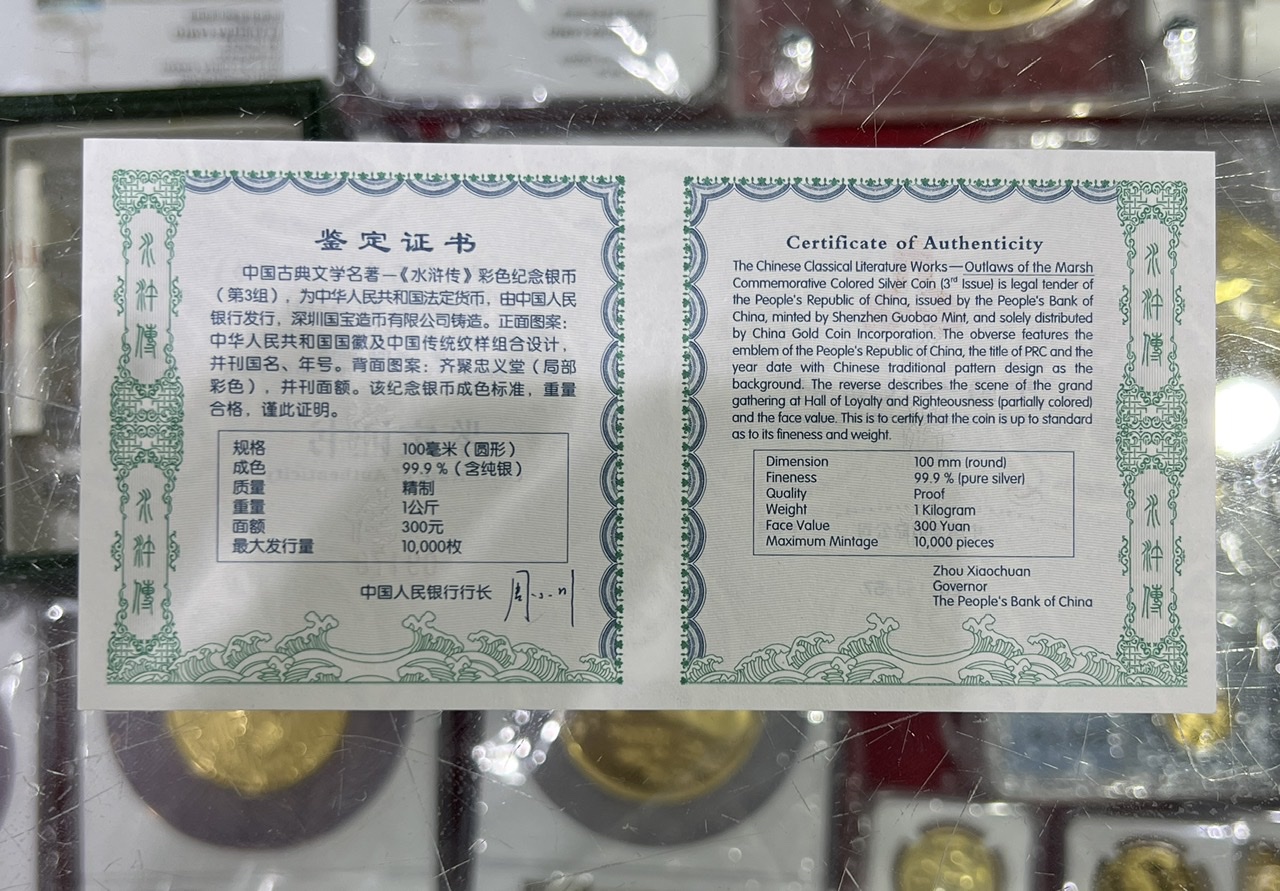 鉴定证书
中国古典文学名著—《水浒传》彩色纪念银币
（第3组），为中华人民共和国法定货币，由中国人民
银行发行，深圳国宝造币有限公司铸造。正面图案：
中华人民共和国国徽及中国传统纹样组合设计，
并刊国名、年号。背面图案：齐聚忠义堂（局部
彩色），并刊面额。该纪念银币成色标准，重量
合格，谨此证明。
规格 100毫米（圆形）
成色 99.9 %（含纯银）
质量 精制
重量 1公斤
面额 300元
最大发行量 10,000枚
中国人民银行行长 周小川
水浒傳
水浒傳
Certificate of Authenticity
The Chinese Classical Literature Works—Outlaws of the Marsh
Commemorative Colored Silver Coin (3rd Issue) is legal tender of
the People's Republic of China, issued by the People's Bank of
China, minted by Shenzhen Guobao Mint, and solely distributed
by China Gold Coin Incorporation. The obverse features the
emblem of the People's Republic of China, the title of PRC and the
year date with Chinese traditional pattern design as the
background. The reverse describes the scene of the grand
gathering at Hall of Loyalty and Righteousness (partially colored)
and the face value. This is to certify that the coin is up to standard
as to its fineness and weight.
Dimension 100 mm (round)
Fineness 99.9 % (pure silver)
Quality Proof
Weight 1 Kilogram
Face Value 300 Yuan
Maximum Mintage 10,000 pieces
Zhou Xiaochuan
Governor
The People's Bank of China
水浒傳
水浒傳